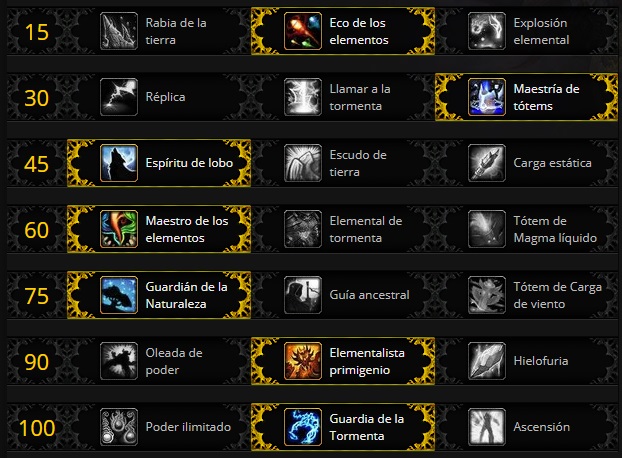 15
Rabia de la
tierra
Eco de los
elementos
Explosión
elemental
30
Réplica
Llamar a la
tormenta
Maestría de
tótems
45
Espíritu de lobo
Escudo de
tierra
Carga estática
60
Maestro de los
elementos
Elemental de
tormenta
Tótem de
Magma líquido
75
Guardián de la
Naturaleza
Guía ancestral
Tótem de Carga
de viento
90
Oleada de
poder
Elementalista
primigenio
Hielofuria
100
Poder ilimitado
Guardia de la
Tormenta
Ascensión